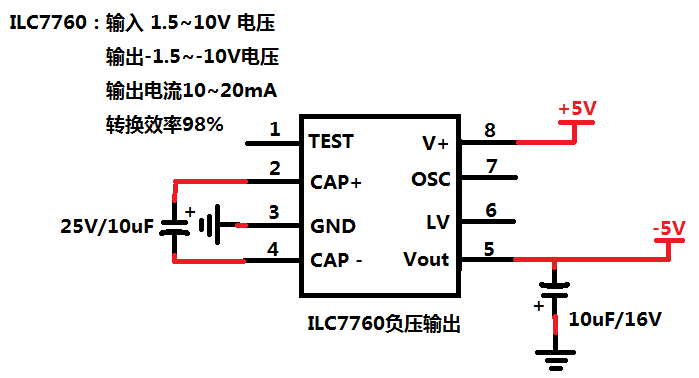 ILC7760：输入 1.5~10V 电压
输出-1.5~-10V电压
输出电流10~20mA
转换效率98%
+5V
1 TEST V+ 8
2 CAP+ OSC 7
25V/10uF + 3 GND LV 6
-5V
4 CAP - Vout 5
+ 10uF/16V
ILC7760负压输出